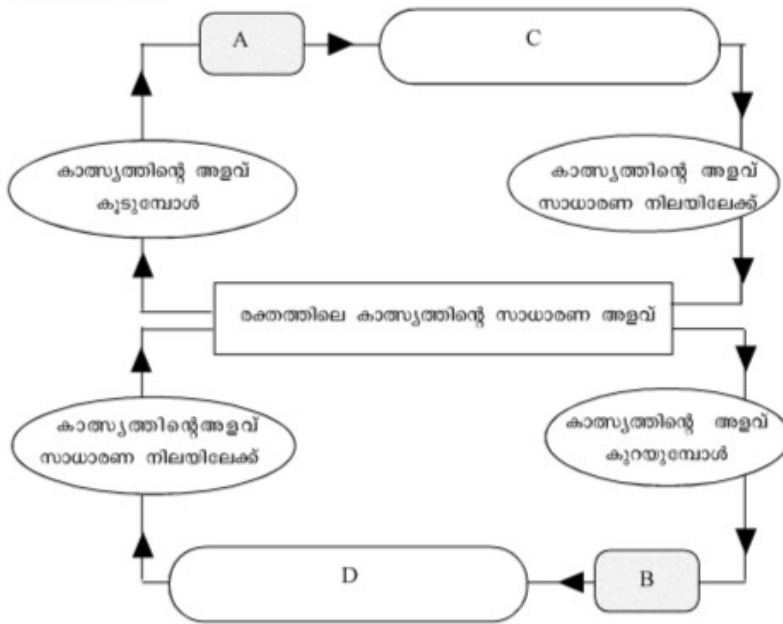 A
C
കാത്സ്യത്തിന്റെ അളവ്
കൂടുമ്പോൾ
കാത്സ്യത്തിന്റെ അളവ്
സാധാരണ നിലയിലേക്ക്
രക്തത്തിലെ കാത്സ്യത്തിന്റെ സാധാരണ അളവ്
കാത്സ്യത്തിന്റെഅളവ്
സാധാരണ നിലയിലേക്ക്
കാത്സ്യത്തിന്റെ അളവ്
കുറയുമ്പോൾ
D
B